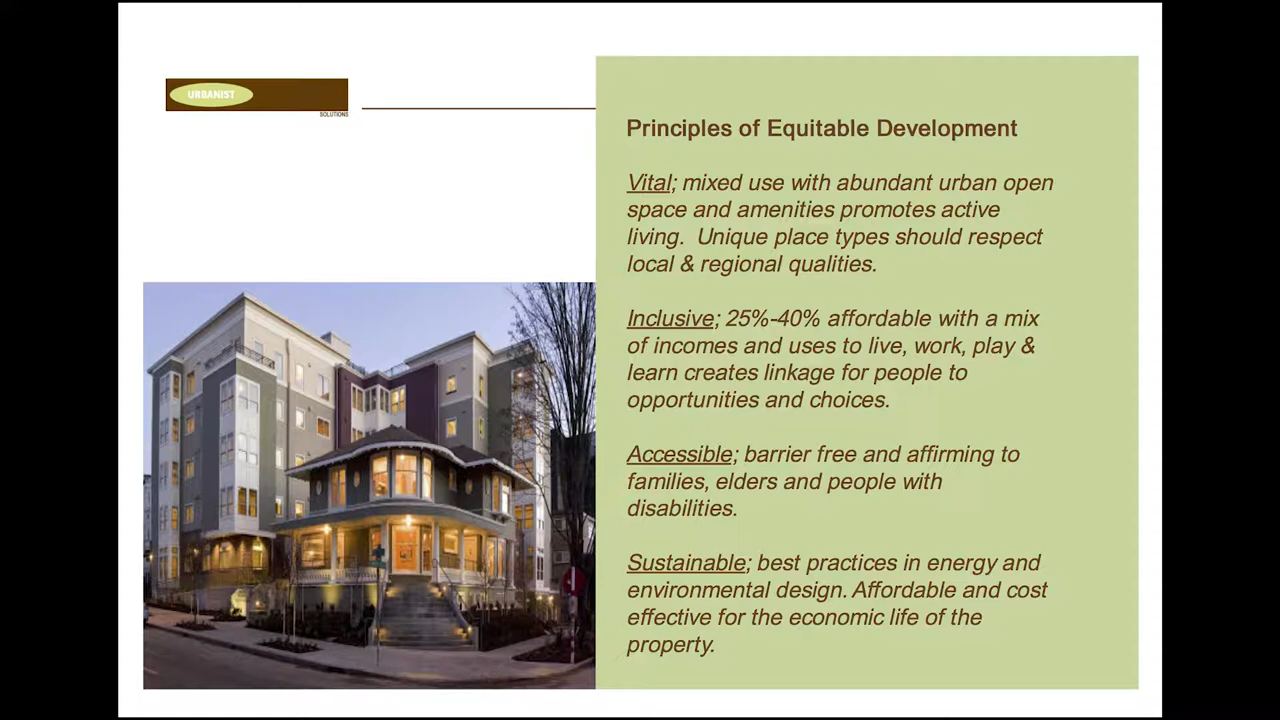 URBANIST
SOLUTIONS
Principles of Equitable Development
Vital; mixed use with abundant urban open
space and amenities promotes active
living.  Unique place types should respect
local & regional qualities.
Inclusive; 25%-40% affordable with a mix
of incomes and uses to live, work, play &
learn creates linkage for people to
opportunities and choices.
Accessible; barrier free and affirming to
families, elders and people with
disabilities.
Sustainable; best practices in energy and
environmental design. Affordable and cost
effective for the economic life of the
property.